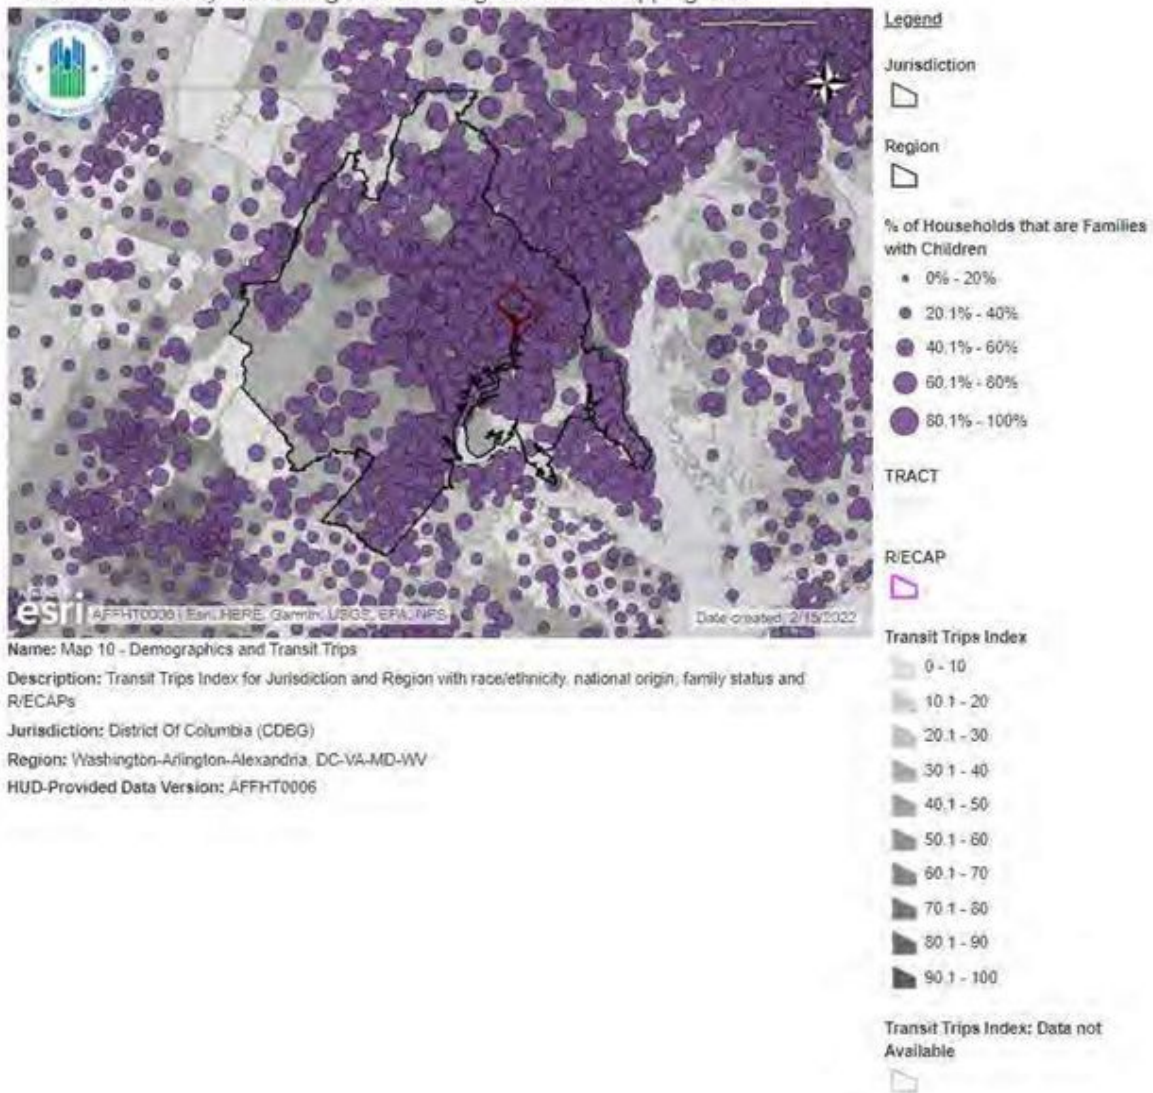 Legend
Jurisdiction
Region
% of Households that are Families
with Children
0% - 20%
20.1% - 40%
40.1% - 60%
60.1% - 80%
80.1% - 100%
TRACT
R/ECAP
Transit Trips Index
0 - 10
10.1 - 20
20.1 - 30
30.1 - 40
40.1 - 50
50.1 - 60
60.1 - 70
70.1 - 80
80.1 - 90
90.1 - 100
Transit Trips Index: Data not
Available
esri AFFHT0006 | Esri, HERE, Garmin, USGS, EPA, NPS
Date created: 2/15/2022
Name: Map 10 - Demographics and Transit Trips
Description: Transit Trips Index for Jurisdiction and Region with race/ethnicity, national origin, family status and
R/ECAPs
Jurisdiction: District Of Columbia (CDBG)
Region: Washington-Arlington-Alexandria, DC-VA-MD-WV
HUD-Provided Data Version: AFFHT0006